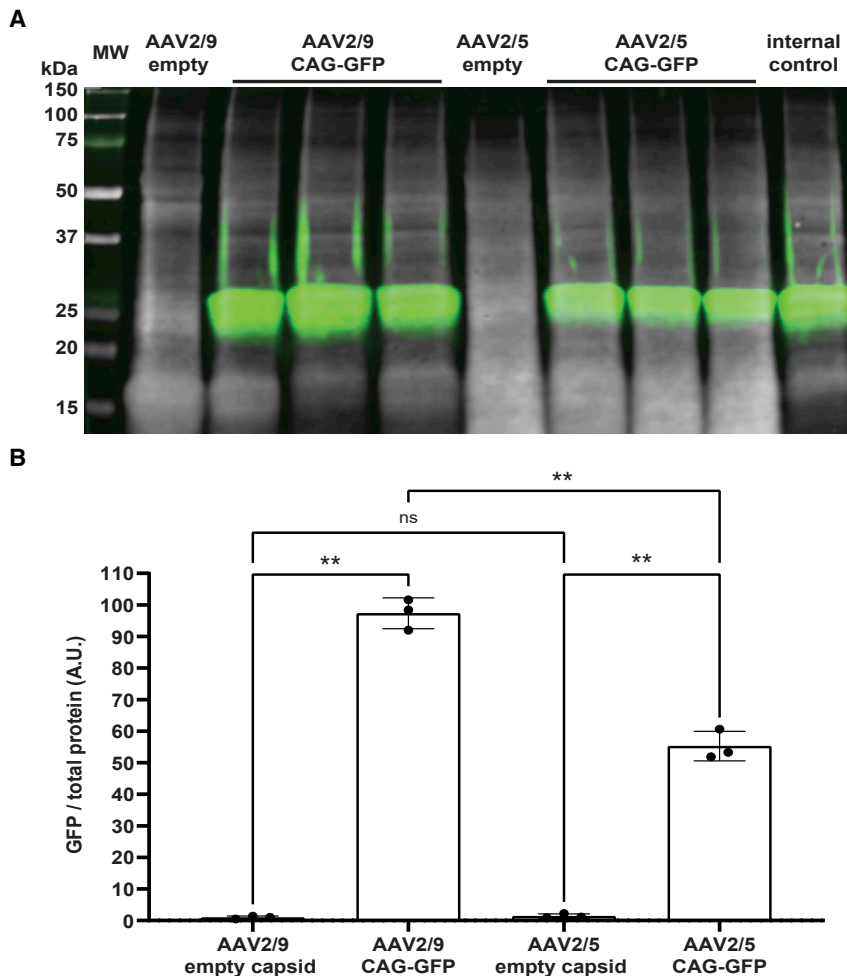 A
MW
AAV2/9
empty
AAV2/9
CAG-GFP
AAV2/5
empty
AAV2/5
CAG-GFP
internal
control
kDa
150
100
75
50
37
25
20
15
B
**
ns
**
**
GFP / total protein (A.U.)
110
100
90
80
70
60
50
40
30
20
10
0
AAV2/9
empty capsid
AAV2/9
CAG-GFP
AAV2/5
empty capsid
AAV2/5
CAG-GFP